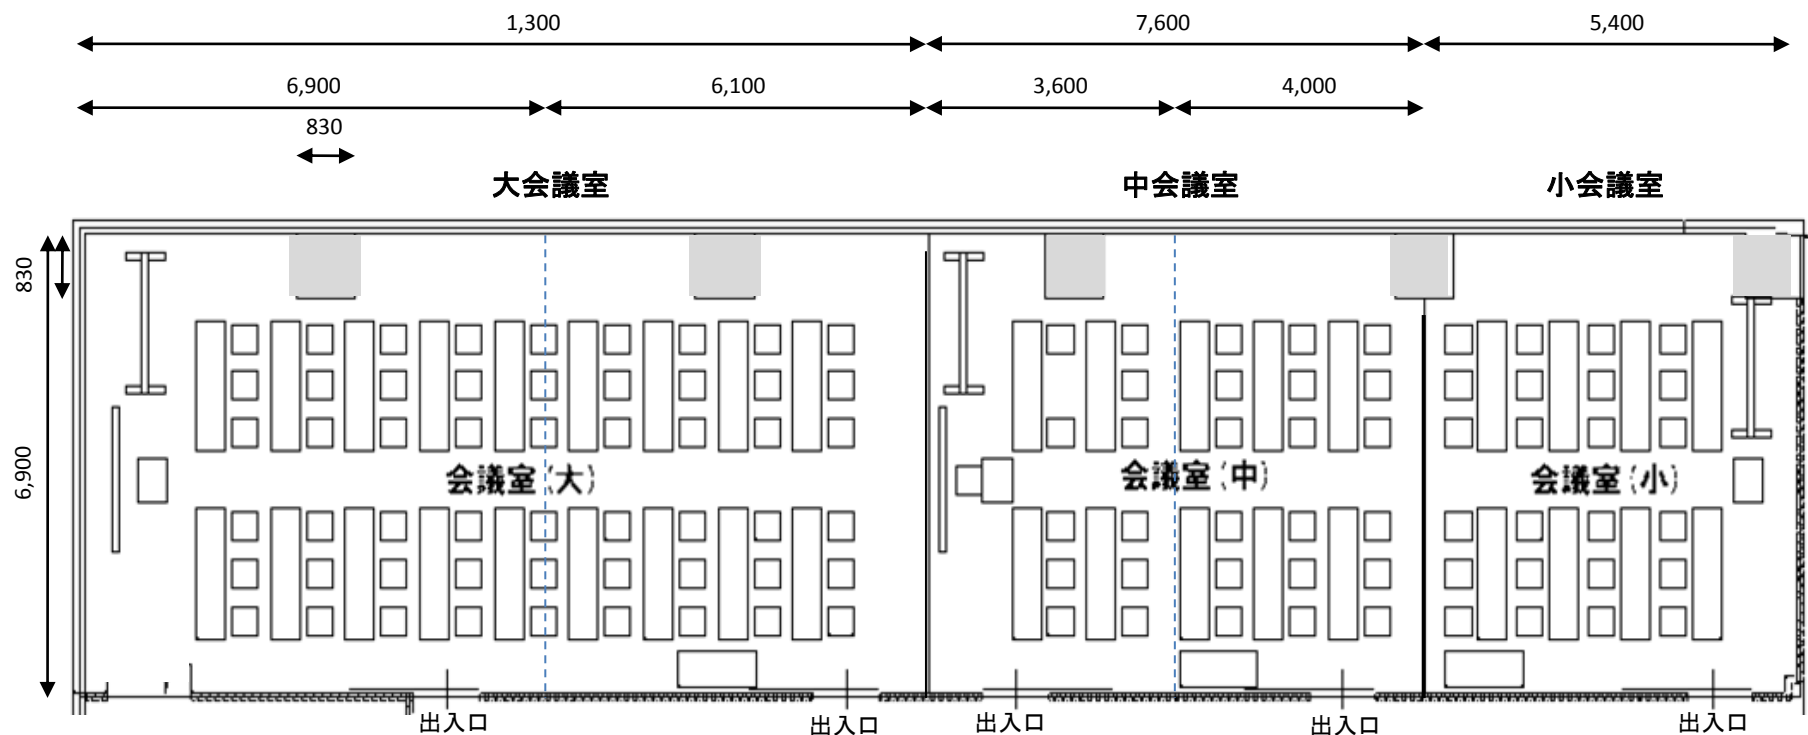 1,300
7,600
5,400
6,900
6,100
3,600
4,000
830
大会議室
中会議室
小会議室
830
6,900
会議室(大)
会議室(中)
会議室(小)
出入口
出入口
出入口
出入口
出入口